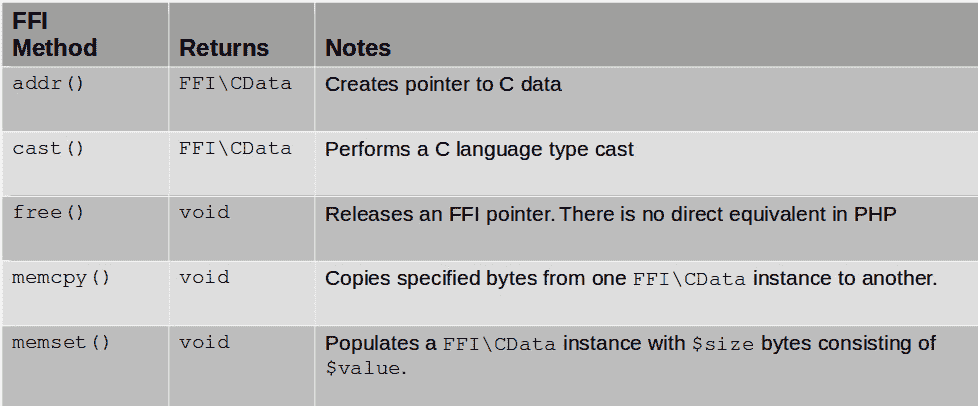 FFI
Method Returns Notes
addr() FFI\CData Creates pointer to C data
cast() FFI\CData Performs a C language type cast
free() void Releases an FFI pointer. There is no direct equivalent in PHP
memcpy() void Copies specified bytes from one FFI\CData instance to another.
memset() void Populates a FFI\CData instance with $size bytes consisting of
$value.